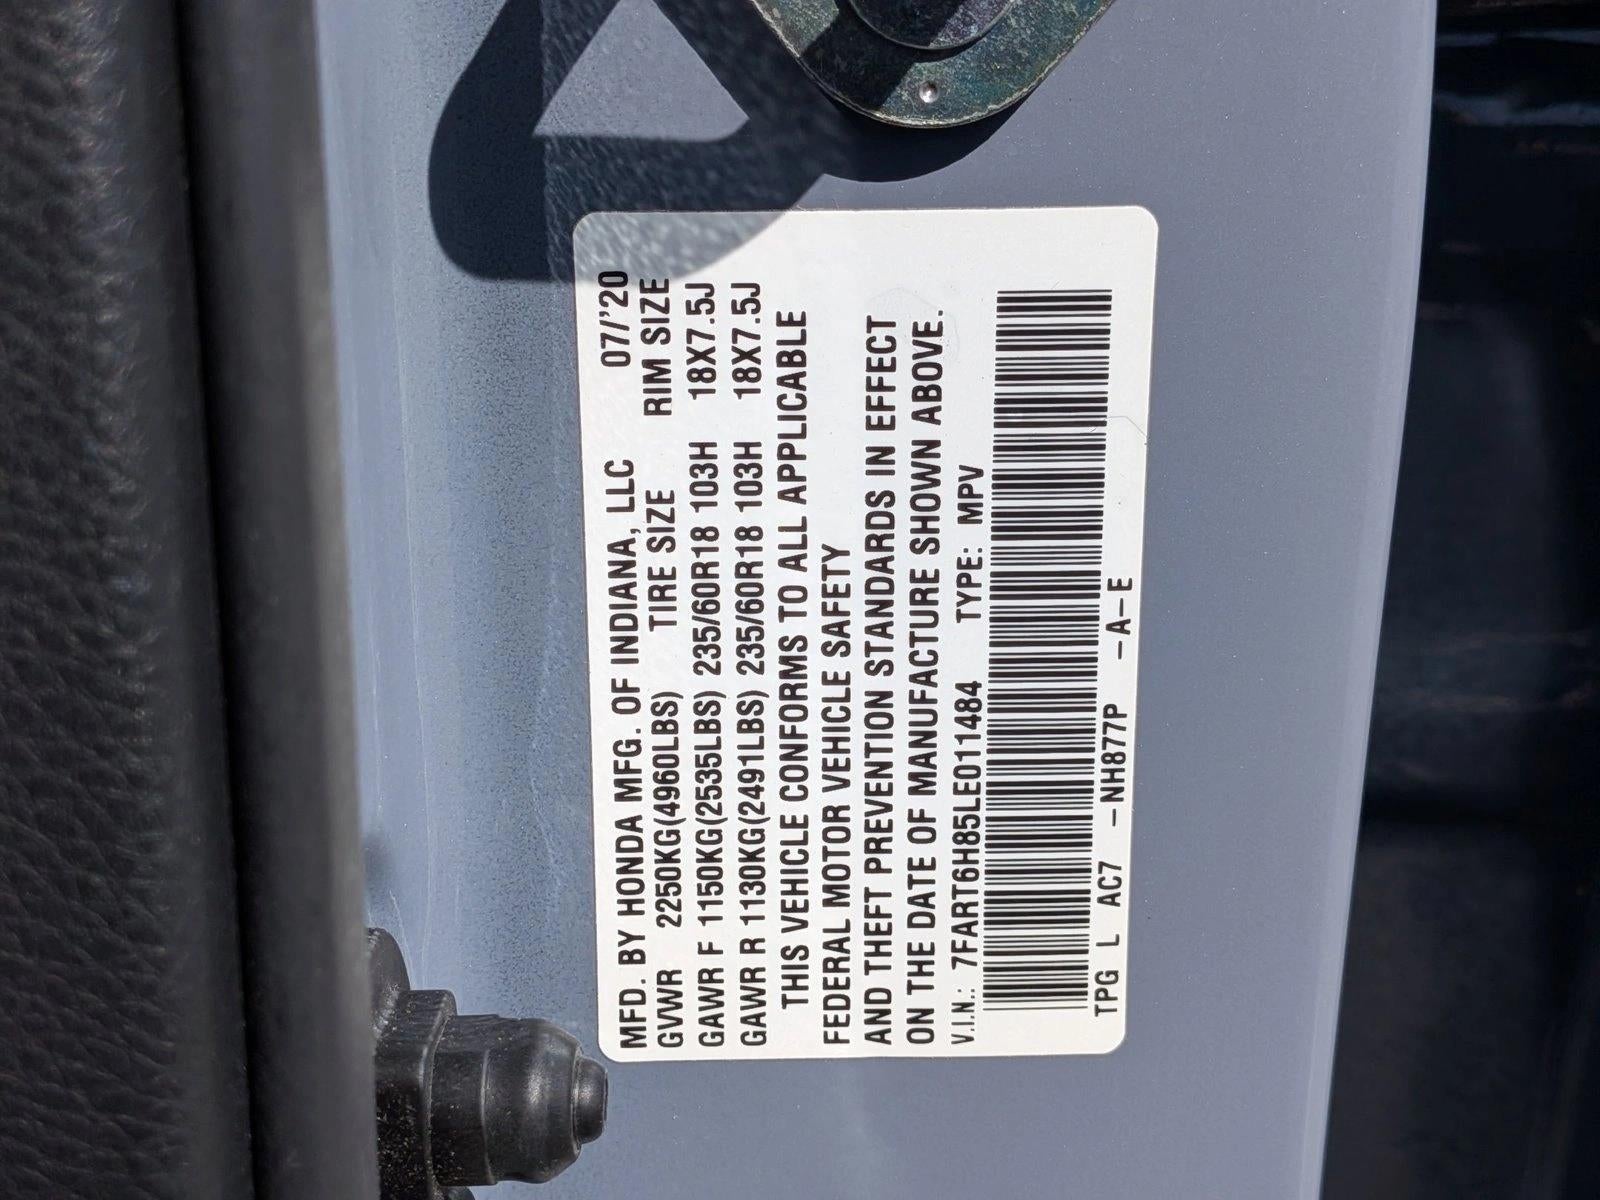 MFD. BY HONDA MFG. OF INDIANA, LLC 07/'20
GVWR 2250KG(4960LBS) TIRE SIZE RIM SIZE
GAWR F 1150KG(2535LBS) 235/60R18 103H 18X7.5J
GAWR R 1130KG(2491LBS) 235/60R18 103H 18X7.5J
THIS VEHICLE CONFORMS TO ALL APPLICABLE
FEDERAL MOTOR VEHICLE SAFETY
AND THEFT PREVENTION STANDARDS IN EFFECT
ON THE DATE OF MANUFACTURE SHOWN ABOVE.
V.I.N.: 7FART6H85LE011484 TYPE: MPV
TPG L AC7 -NH877P -A-E